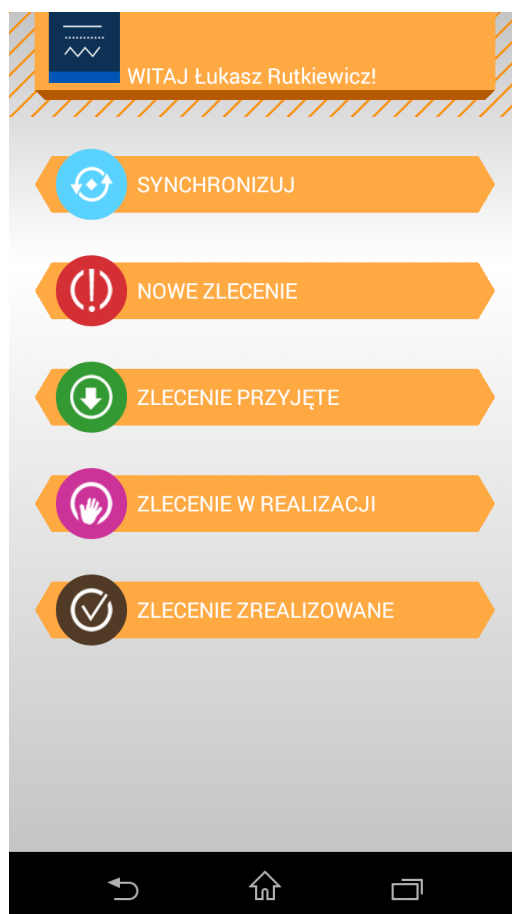 WITAJ Łukasz Rutkiewicz!
SYNCHRONIZUJ
NOWE ZLECENIE
ZLECENIE PRZYJĘTE
ZLECENIE W REALIZACJI
ZLECENIE ZREALIZOWANE